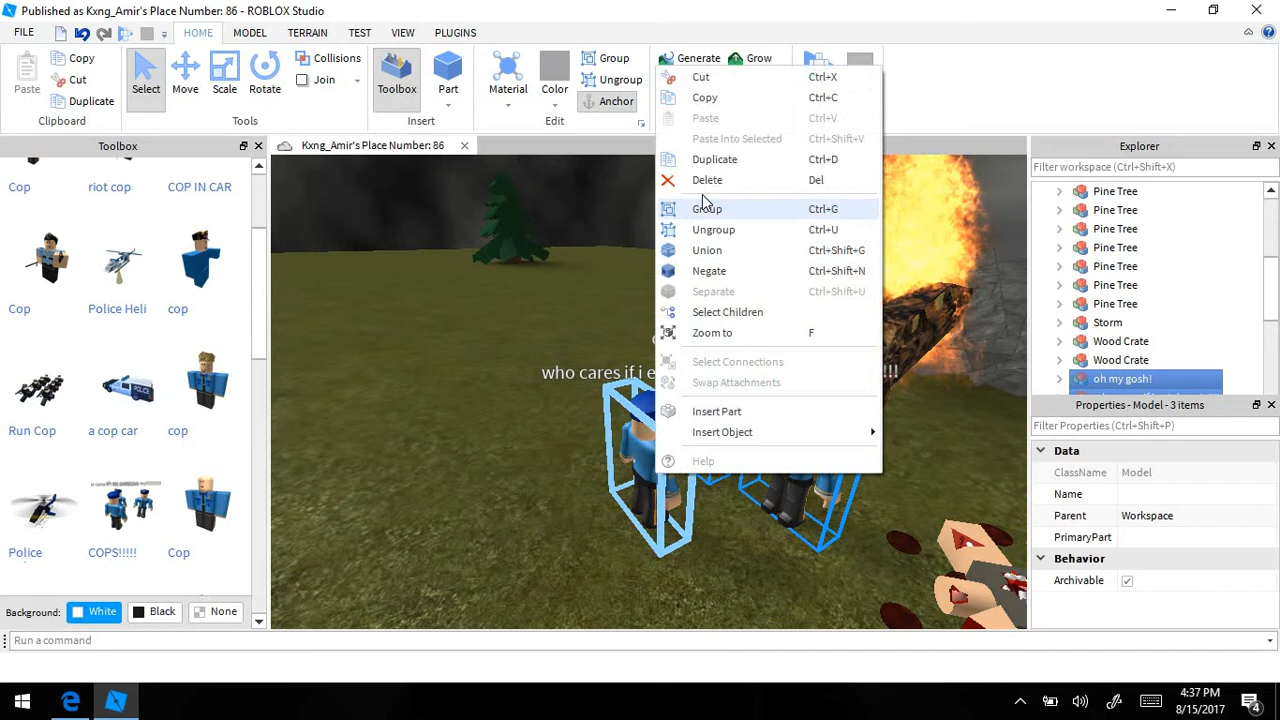 Published as Kxng_Amir's Place Number: 86 - ROBLOX Studio
FILE HOME MODEL TERRAIN TEST VIEW PLUGINS
Paste Copy Cut Duplicate Select Move Scale Rotate Collisions Join Toolbox Part Material Color Group Ungroup Anchor Generate Grow
Clipboard Tools Insert Edit
Toolbox
Cop riot cop COP IN CAR
Cop Police Heli cop
Run Cop a cop car cop
Police COPS!!!!! Cop
Background: White Black None
Run a command
Kxng_Amir's Place Number: 86
who cares if i e
!!!
Cut Ctrl+X
Copy Ctrl+C
Paste Ctrl+V
Paste Into Selected Ctrl+Shift+V
Duplicate Ctrl+D
Delete Del
Group Ctrl+G
Ungroup Ctrl+U
Union Ctrl+Shift+G
Negate Ctrl+Shift+N
Separate Ctrl+Shift+U
Select Children
Zoom to F
Select Connections
Swap Attachments
Insert Part
Insert Object
Help
Explorer
Filter workspace (Ctrl+Shift+X)
Pine Tree
Pine Tree
Pine Tree
Pine Tree
Pine Tree
Pine Tree
Pine Tree
Storm
Wood Crate
Wood Crate
oh my gosh!
Properties - Model - 3 items
Filter Properties (Ctrl+Shift+P)
Data
ClassName Model
Name
Parent Workspace
PrimaryPart
Behavior
Archivable
4:37 PM
8/15/2017
4